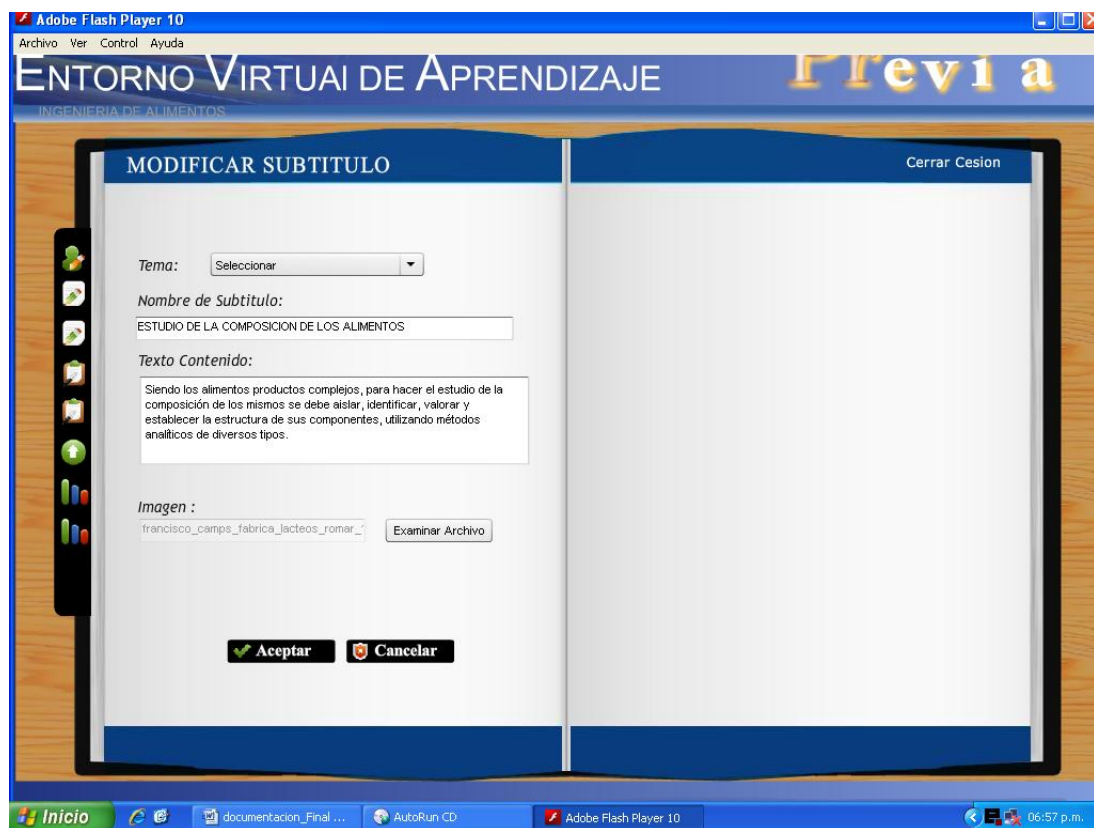 Adobe Flash Player 10
Archivo Ver Control Ayuda
ENTORNO VIRTUAl DE APRENDIZAJE
Previa
INGENIERIA DE ALIMENTOS
MODIFICAR SUBTITULO
Cerrar Cesion
Tema:
Seleccionar
Nombre de Subtitulo:
ESTUDIO DE LA COMPOSICION DE LOS ALIMENTOS
Texto Contenido:
Siendo los alimentos productos complejos, para hacer el estudio de la
composición de los mismos se debe aislar, identificar, valorar y
establecer la estructura de sus componentes, utilizando métodos
analíticos de diversos tipos.
Imagen :
francisco_camps_fabrica_lacteos_romar_
Examinar Archivo
Aceptar
Cancelar
Inicio
documentacion_Final ...
AutoRun CD
Adobe Flash Player 10
06:57 p.m.